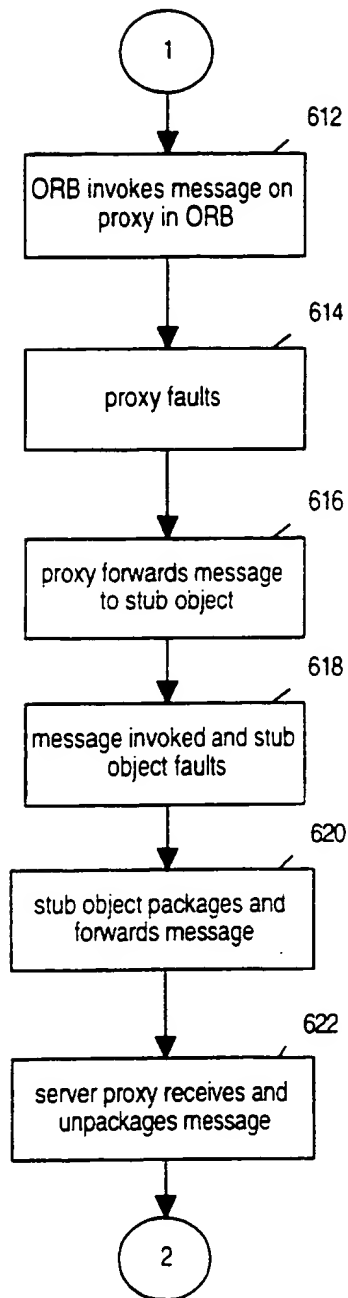 1
612
ORB invokes message on
proxy in ORB
614
proxy faults
616
proxy forwards message
to stub object
618
message invoked and stub
object faults
620
stub object packages and
forwards message
622
server proxy receives and
unpackages message
2